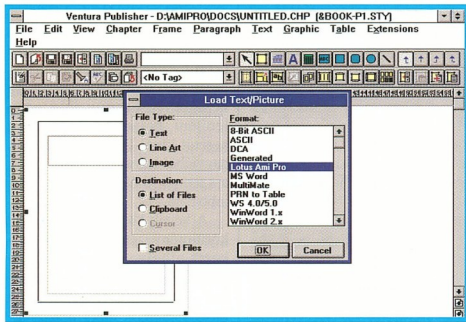 Ventura Publisher - D:\AMIPRO\DOCS\UNTITLED.CHP [&BOOK-P1.STY]
File Edit View Chapter Frame Paragraph Text Graphic Table Extensions
Help
<No Tag>
Load Text/Picture
File Type:
Text
Line Art
Image
Destination:
List of Files
Clipboard
Cursor
Several Files
Format:
8-Bit ASCII
ASCII
DCA
Generated
Lotus Ami Pro
MS Word
MultiMate
PRN to Table
WS 4.0/5.0
WinWord 1.x
WinWord 2.x
OK Cancel